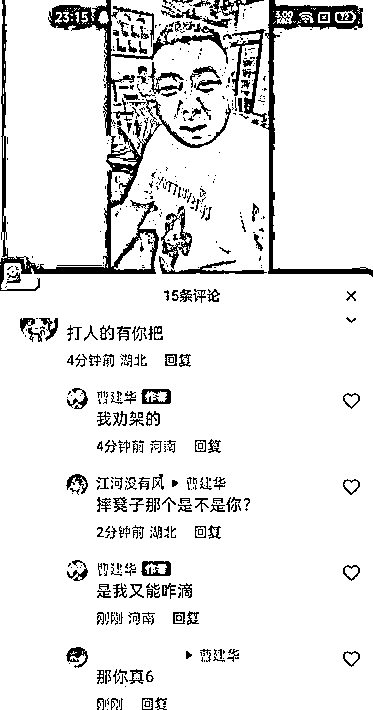 23:15
15条评论
打人的有你把
4分钟前 湖北 回复
曹建华 作者
我劝架的
4分钟前 河南 回复
江河没有风 ▸ 曹建华
摔凳子那个是不是你?
2分钟前 湖北 回复
曹建华 作者
是我又能咋滴
刚刚 河南 回复
▸ 曹建华
那你真6
刚刚 回复